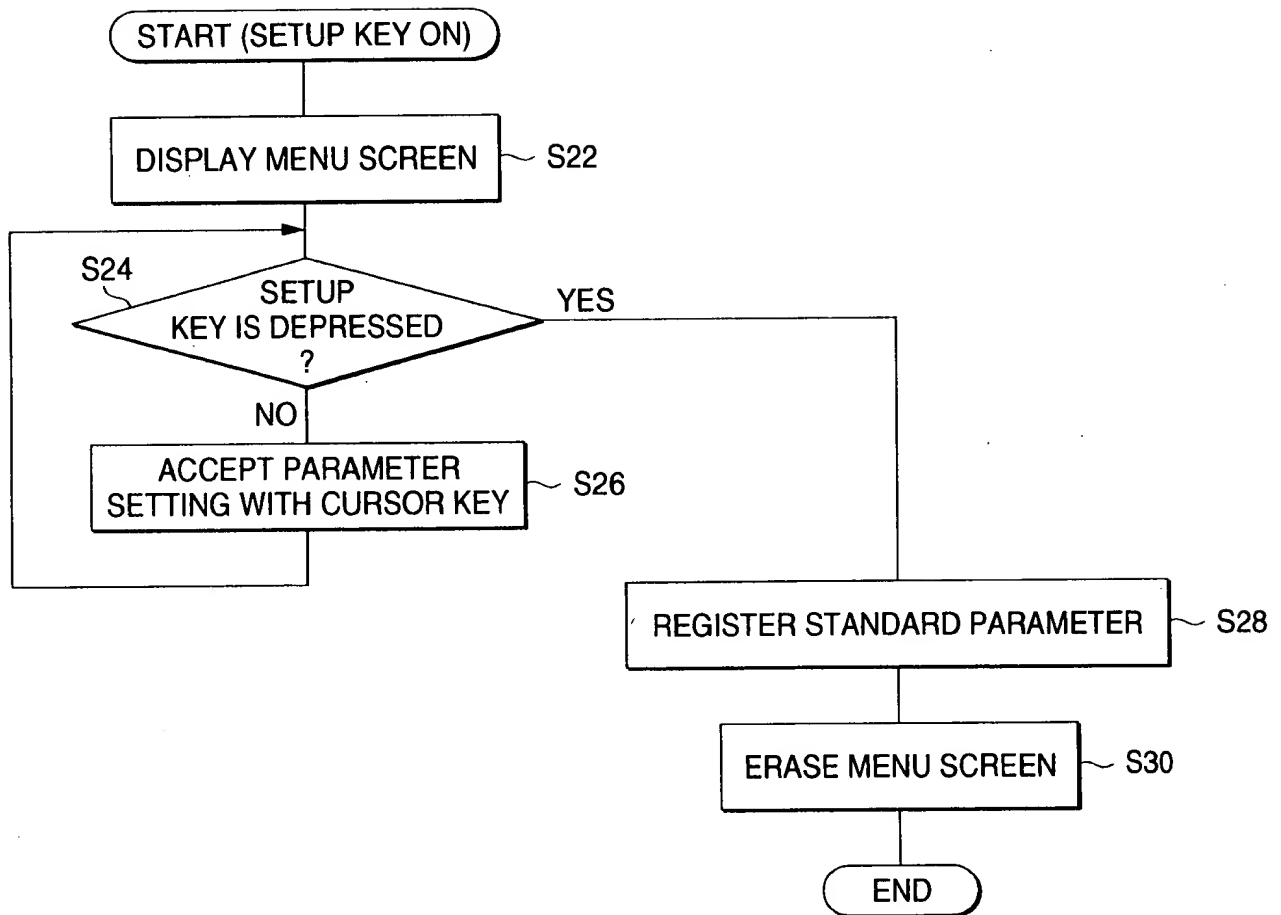 START (SETUP KEY ON)
DISPLAY MENU SCREEN
S22
S24
SETUP
KEY IS DEPRESSED
?
YES
NO
ACCEPT PARAMETER
SETTING WITH CURSOR KEY
S26
REGISTER STANDARD PARAMETER
S28
ERASE MENU SCREEN
S30
END